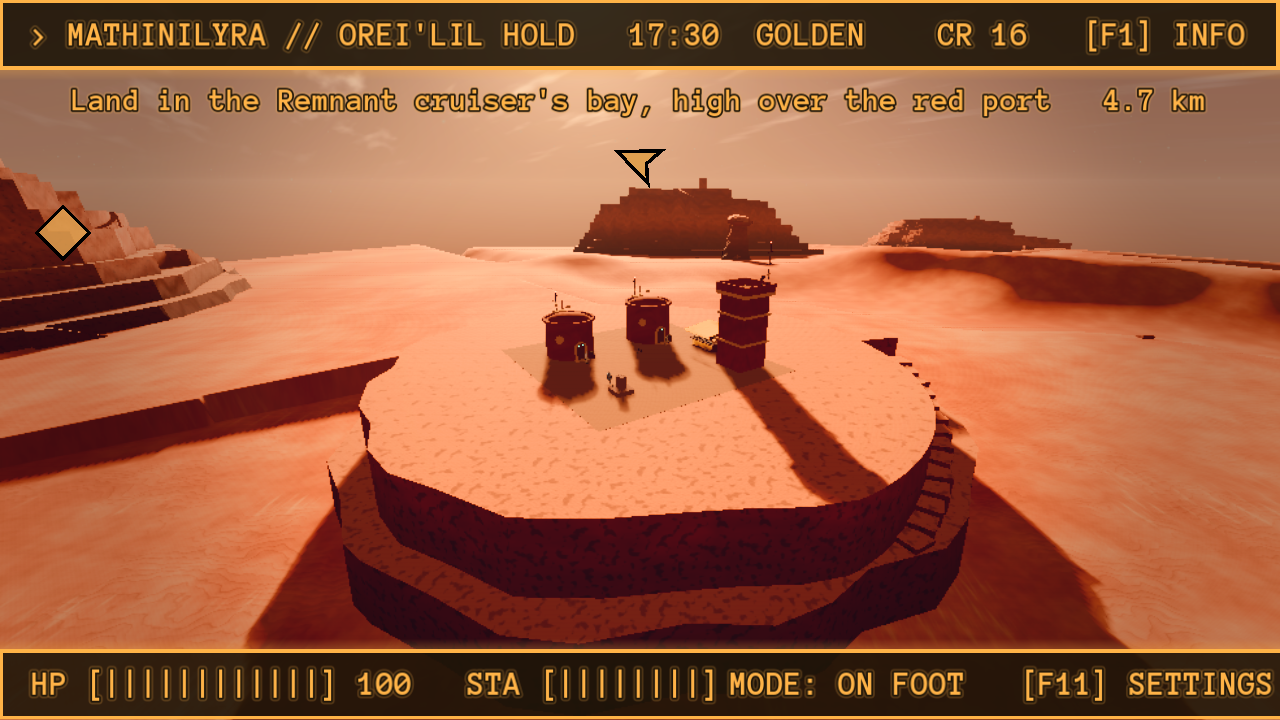 > MATHINILYRA // OREI'LIL HOLD 17:30 GOLDEN CR 16 [F1] INFO
Land in the Remnant cruiser's bay, high over the red port 4.7 km
HP [||||||||||||] 100 STA [||||||||] MODE: ON FOOT [F11] SETTINGS